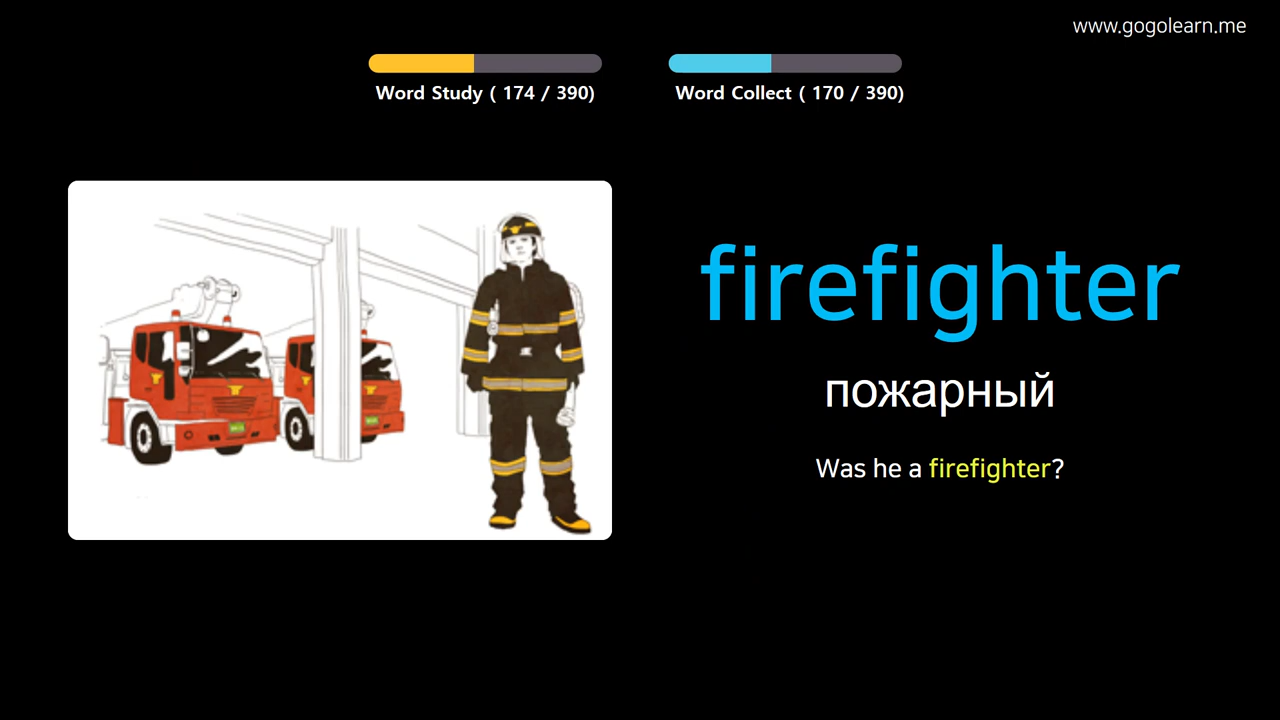 www.gogolearn.me
Word Study ( 174 / 390)
Word Collect ( 170 / 390)
firefighter
пожарный
Was he a firefighter?